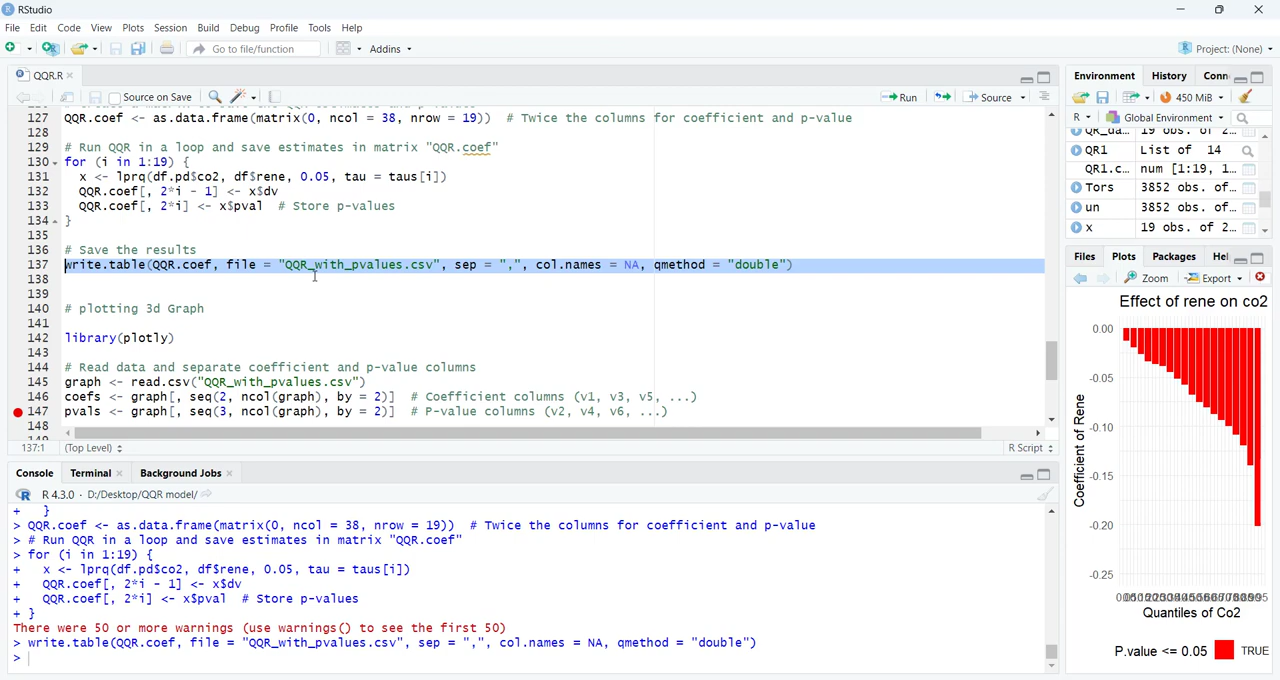 RStudio
File Edit Code View Plots Session Build Debug Profile Tools Help
Go to file/function Addins Project: (None)
QQR.R
Source on Save Run Source
127 QQR.coef <- as.data.frame(matrix(0, ncol = 38, nrow = 19)) # Twice the columns for coefficient and p-value
128
129 # Run QQR in a loop and save estimates in matrix "QQR.coef"
130 for (i in 1:19) {
131 x <- lprq(df.pd$co2, df$rene, 0.05, tau = taus[i])
132 QQR.coef[, 2*i - 1] <- x$dv
133 QQR.coef[, 2*i] <- x$pval # Store p-values
134 }
135
136 # Save the results
137 write.table(QQR.coef, file = "QQR_with_pvalues.csv", sep = ",", col.names = NA, qmethod = "double")
138
139
140 # plotting 3d Graph
141
142 library(plotly)
143
144 # Read data and separate coefficient and p-value columns
145 graph <- read.csv("QQR_with_pvalues.csv")
146 coefs <- graph[, seq(2, ncol(graph), by = 2)] # Coefficient columns (v1, v3, v5, ...)
147 pvals <- graph[, seq(3, ncol(graph), by = 2)] # P-value columns (v2, v4, v6, ...)
148
137:1 (Top Level) R Script
Console Terminal Background Jobs
R 4.3.0 · D:/Desktop/QQR model/
+ }
> QQR.coef <- as.data.frame(matrix(0, ncol = 38, nrow = 19)) # Twice the columns for coefficient and p-value
> # Run QQR in a loop and save estimates in matrix "QQR.coef"
> for (i in 1:19) {
+ x <- lprq(df.pd$co2, df$rene, 0.05, tau = taus[i])
+ QQR.coef[, 2*i - 1] <- x$dv
+ QQR.coef[, 2*i] <- x$pval # Store p-values
+ }
There were 50 or more warnings (use warnings() to see the first 50)
> write.table(QQR.coef, file = "QQR_with_pvalues.csv", sep = ",", col.names = NA, qmethod = "double")
>
Environment History Conn
450 MiB
R Global Environment
QR1 List of 14
QR1.c… num [1:19, 1…
Tors 3852 obs. of…
un 3852 obs. of…
x 19 obs. of 2…
Files Plots Packages Hel
Zoom Export
Effect of rene on co2
0.00
-0.05
-0.10
-0.15
-0.20
-0.25
Coefficient of Rene
Quantiles of Co2
P.value <= 0.05 TRUE